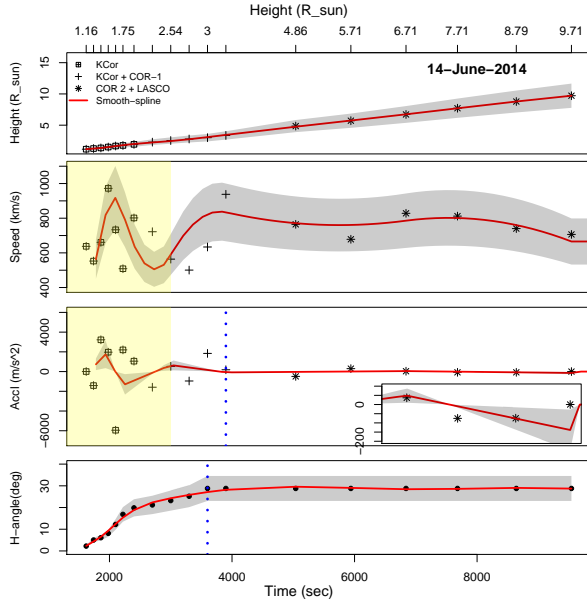 Height (R_sun)
1.16 1.75 2.54 3 4.86 5.71 6.71 7.71 8.79 9.71
KCor
KCor + COR−1
COR 2 + LASCO
Smooth−spline
14−June−2014
Height (R_sun)
5 10 15
Speed (km/s)
400 600 800 1000
Accl (m/s^2)
−6000 0 4000
−200 0
H−angle(deg)
0 10 30
2000 4000 6000 8000
Time (sec)